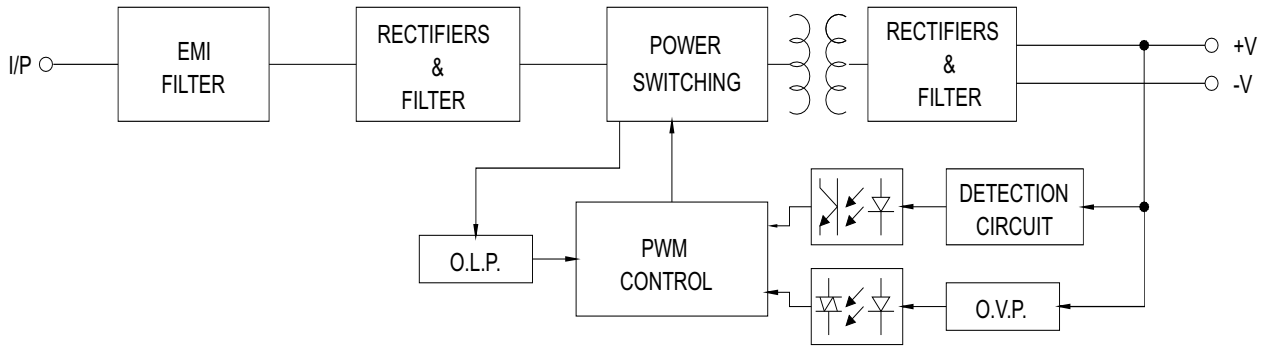 I/P
EMI
FILTER
RECTIFIERS
&
FILTER
POWER
SWITCHING
RECTIFIERS
&
FILTER
+V
-V
O.L.P.
PWM
CONTROL
DETECTION
CIRCUIT
O.V.P.